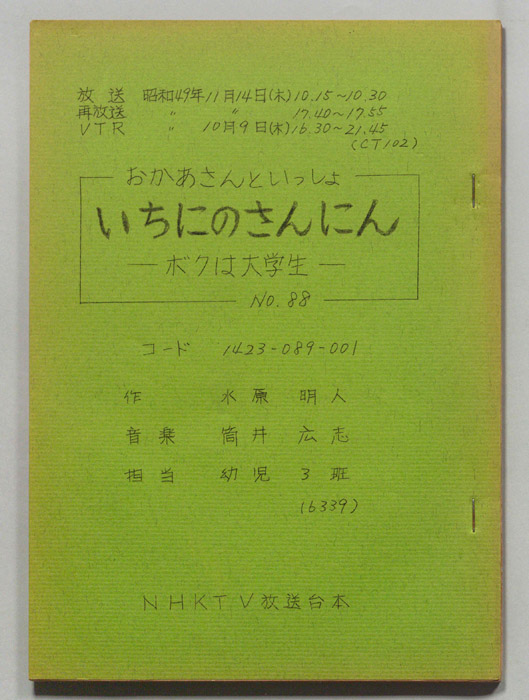 放送 昭和49年11月14日(木)10.15~10.30
再放送 〃 〃 17.40~17.55
VTR 〃 10月9日(木)16.30~21.45
(CT102)
おかあさんといっしょ
いちにのさんにん
―ボクは大学生―
No.88
コード 1423-089-001
作 水原 明人
音楽 筒井 広志
担当 幼児 3 班
(6339)
NHKTV放送台本